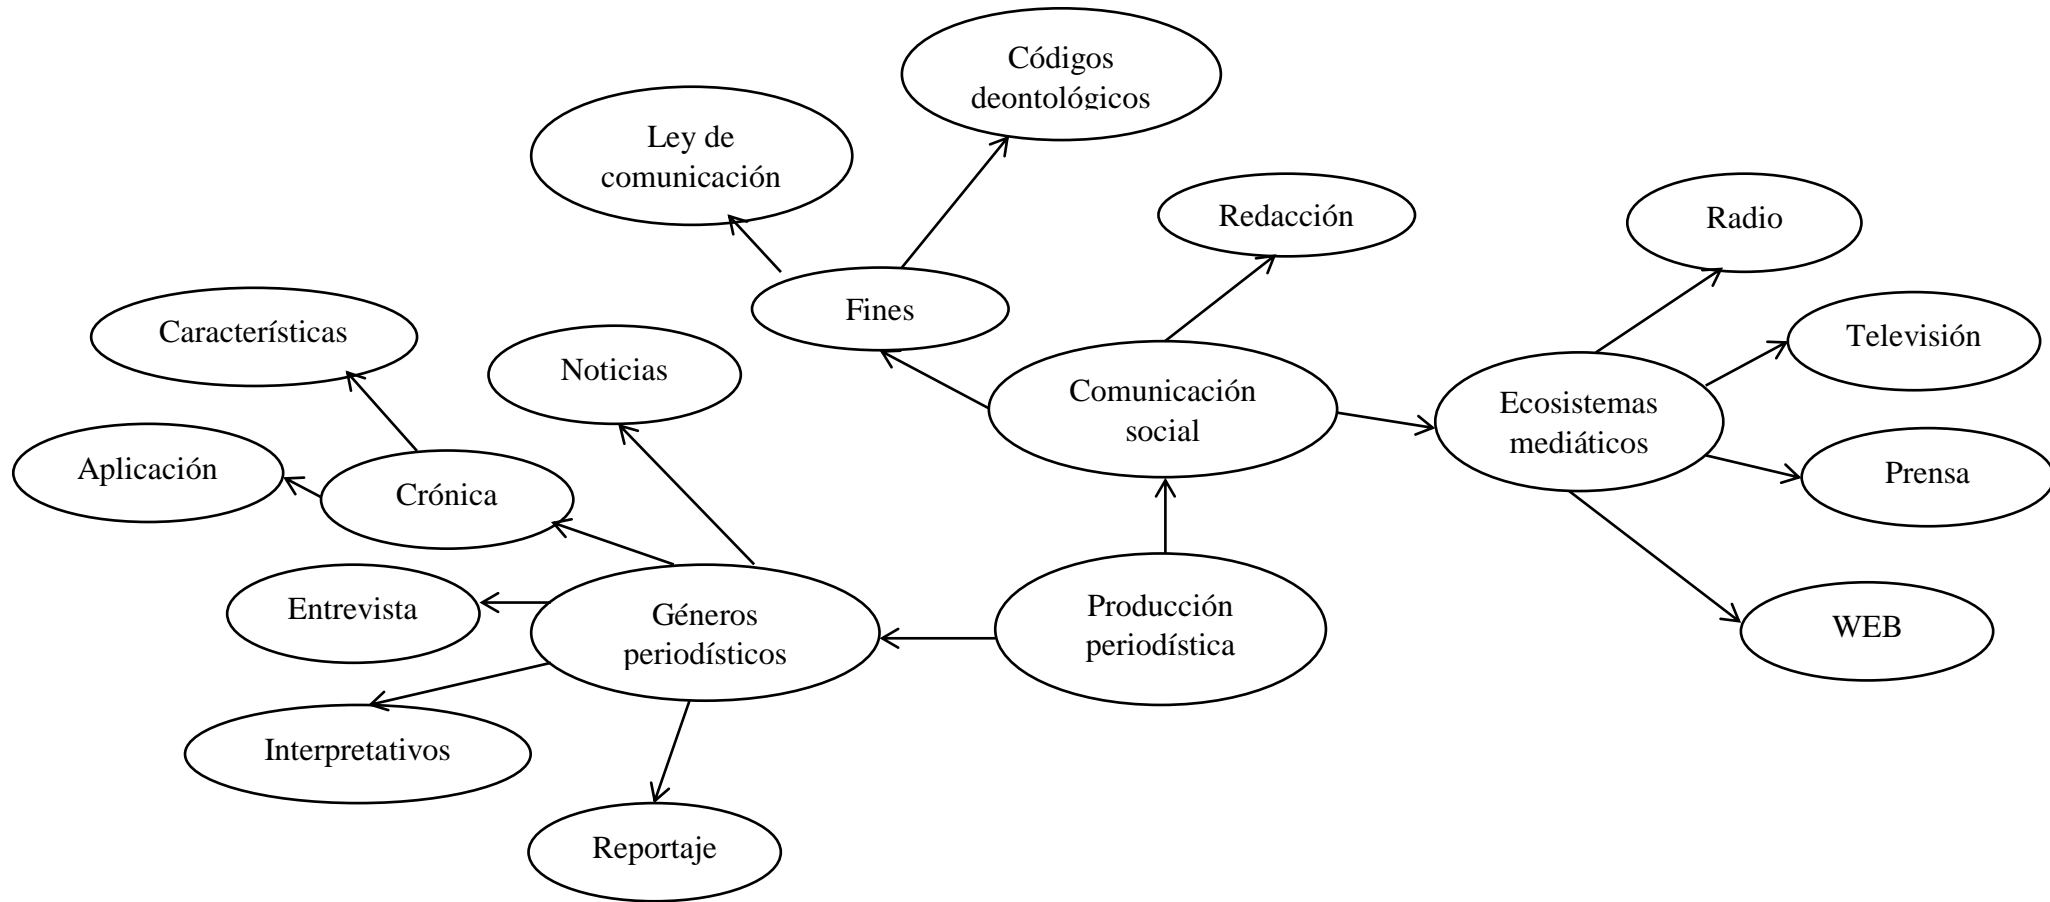 Códigos
deontológicos
Ley de
comunicación
Redacción
Radio
Fines
Televisión
Características
Noticias
Comunicación
social
Ecosistemas
mediáticos
Aplicación
Crónica
Prensa
Entrevista
Géneros
periodísticos
Producción
periodística
WEB
Interpretativos
Reportaje